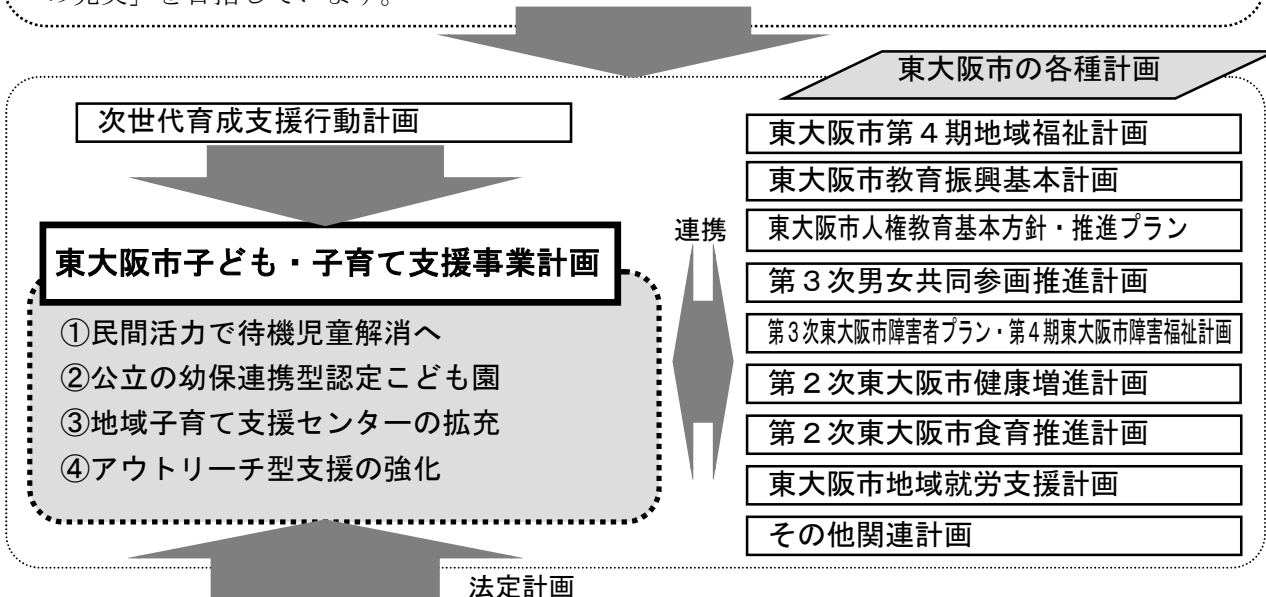 の充実」を目指しています。
東大阪市の各種計画
次世代育成支援行動計画
東大阪市子ども・子育て支援事業計画
①民間活力で待機児童解消へ
②公立の幼保連携型認定こども園
③地域子育て支援センターの拡充
④アウトリーチ型支援の強化
連携
東大阪市第４期地域福祉計画
東大阪市教育振興基本計画
東大阪市人権教育基本方針・推進プラン
第３次男女共同参画推進計画
第３次東大阪市障害者プラン・第４期東大阪市障害福祉計画
第２次東大阪市健康増進計画
第２次東大阪市食育推進計画
東大阪市地域就労支援計画
その他関連計画
法定計画